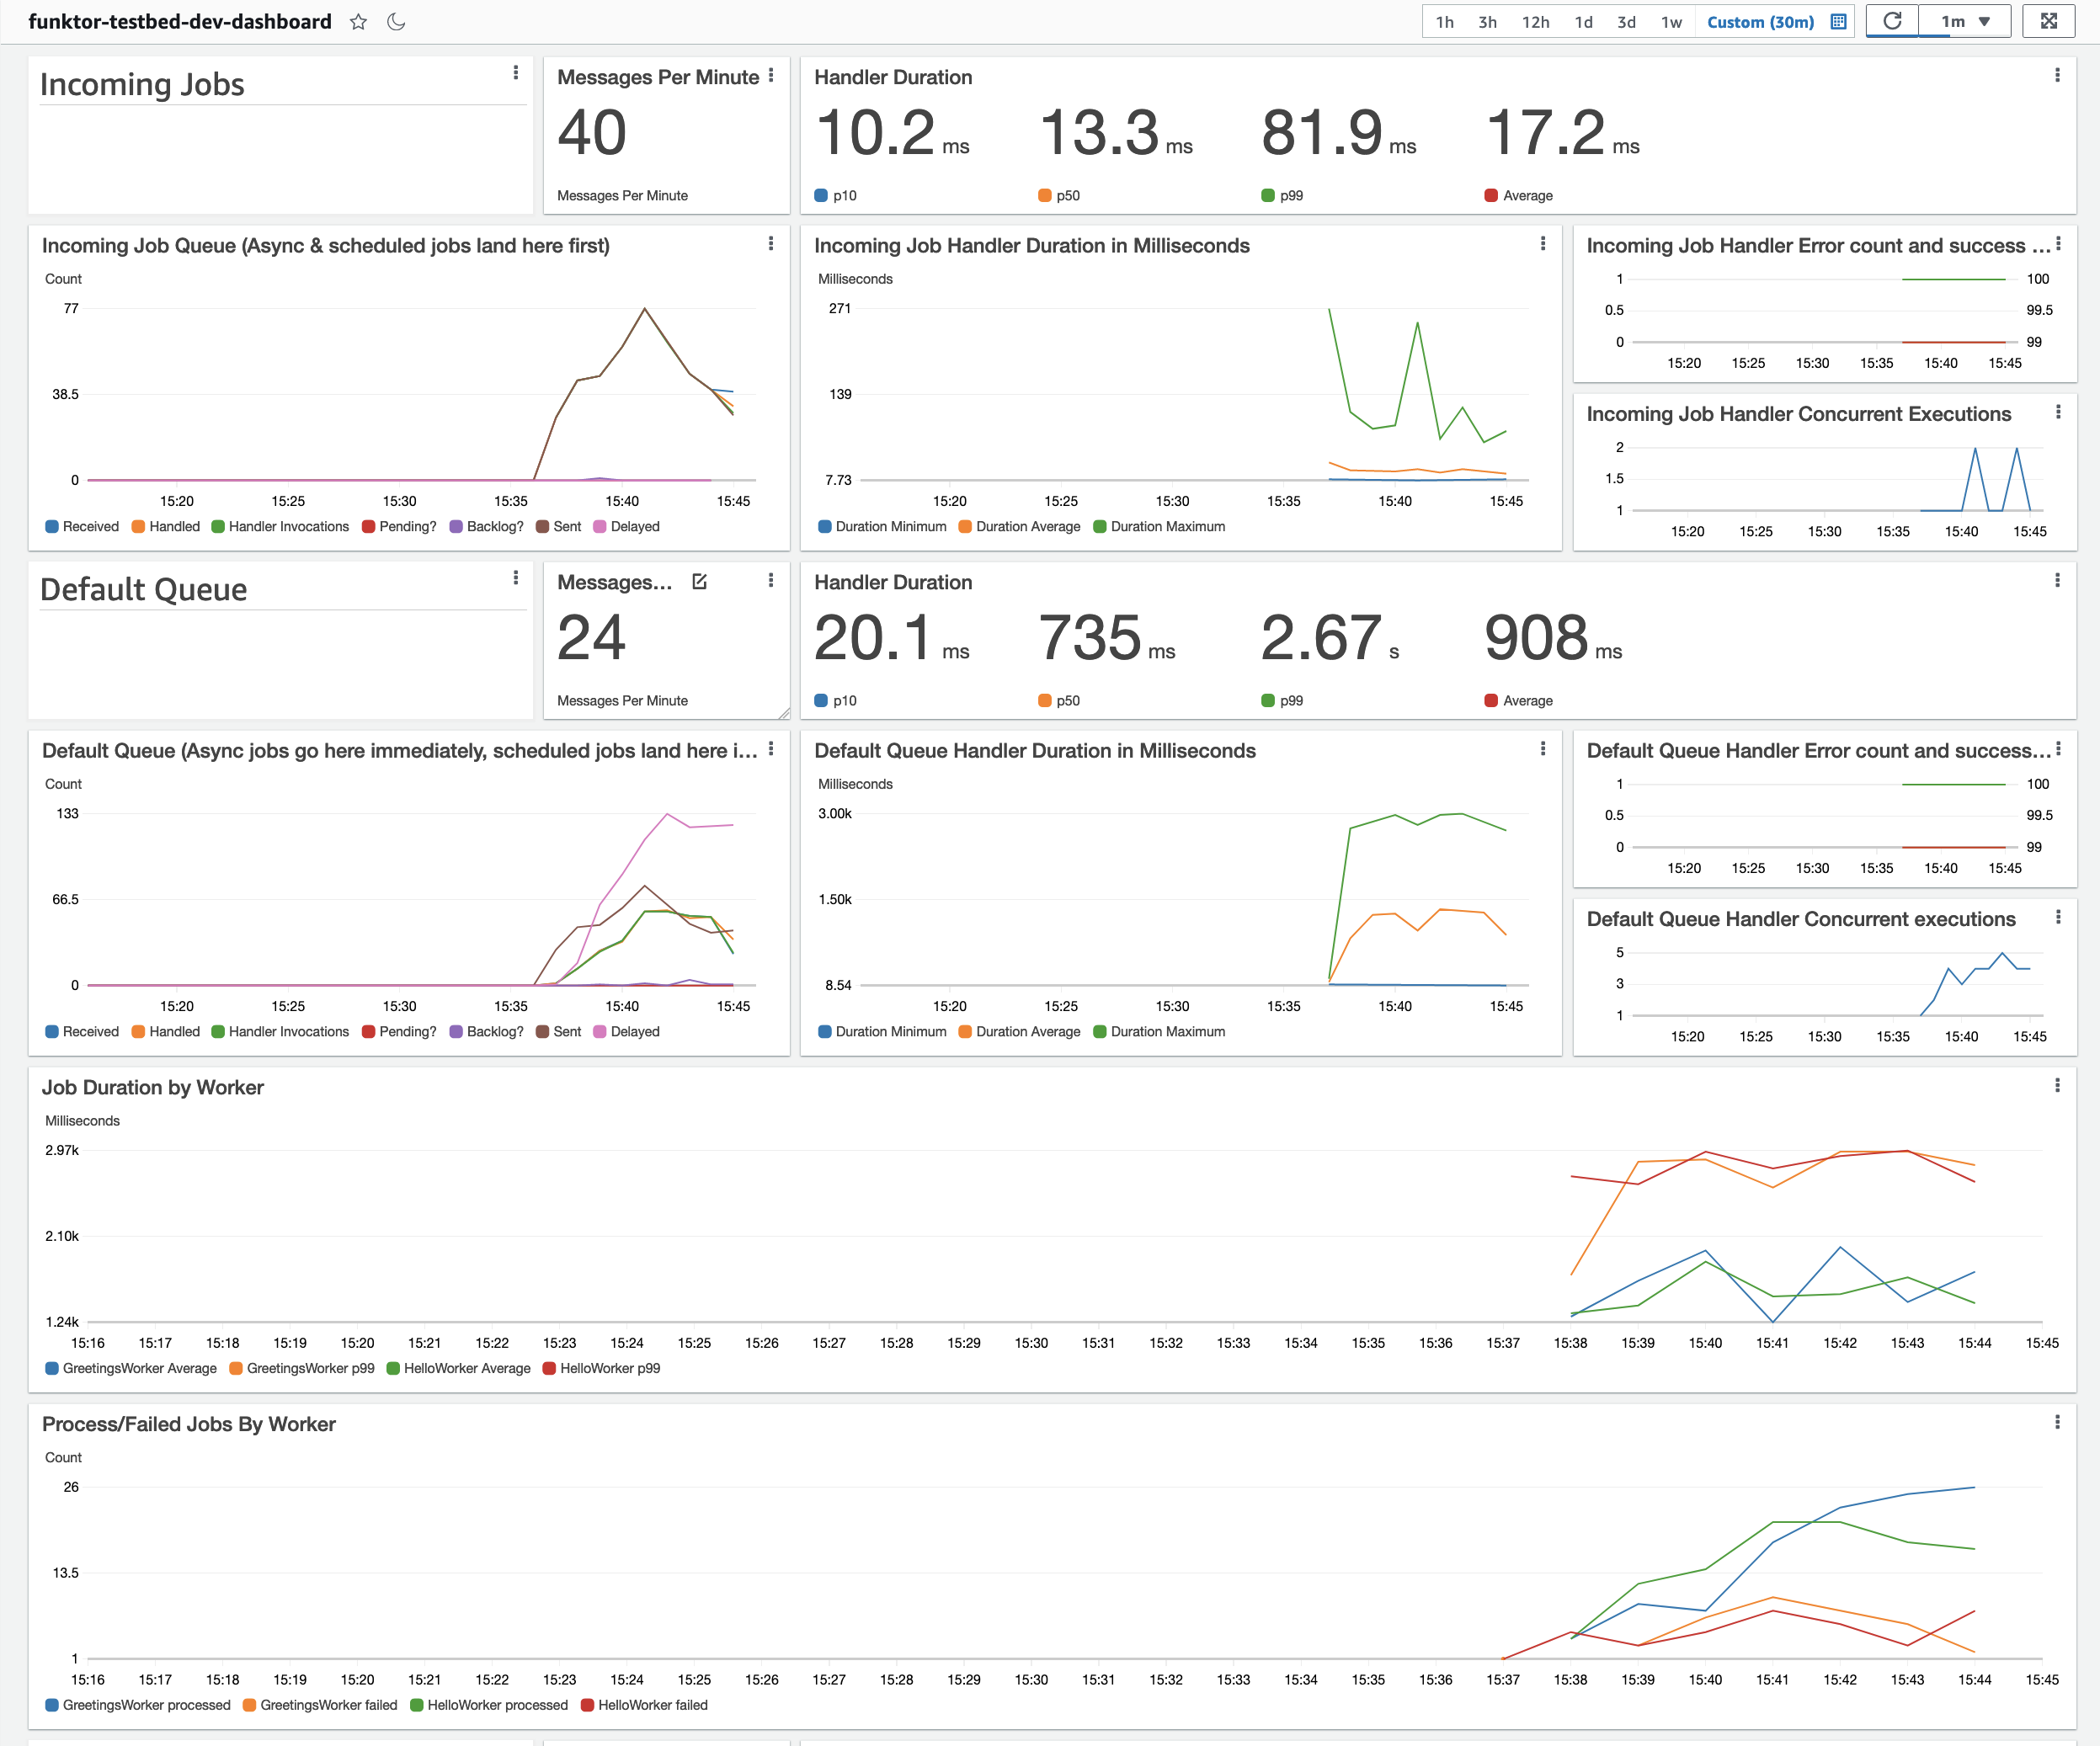 funktor-testbed-dev-dashboard
1h 3h 12h 1d 3d 1w Custom (30m) 1m
Incoming Jobs
Messages Per Minute
40
Messages Per Minute
Handler Duration
10.2 ms 13.3 ms 81.9 ms 17.2 ms
p10 p50 p99 Average
Incoming Job Queue (Async & scheduled jobs land here first)
Count
77
38.5
0
15:20 15:25 15:30 15:35 15:40 15:45
Received Handled Handler Invocations Pending? Backlog? Sent Delayed
Incoming Job Handler Duration in Milliseconds
Milliseconds
271
139
7.73
15:20 15:25 15:30 15:35 15:40 15:45
Duration Minimum Duration Average Duration Maximum
Incoming Job Handler Error count and success ...
1 100
0.5 99.5
0 99
15:20 15:25 15:30 15:35 15:40 15:45
Incoming Job Handler Concurrent Executions
2
1.5
1
15:20 15:25 15:30 15:35 15:40 15:45
Default Queue
Messages...
24
Messages Per Minute
Handler Duration
20.1 ms 735 ms 2.67 s 908 ms
p10 p50 p99 Average
Default Queue (Async jobs go here immediately, scheduled jobs land here i...
Count
133
66.5
0
15:20 15:25 15:30 15:35 15:40 15:45
Received Handled Handler Invocations Pending? Backlog? Sent Delayed
Default Queue Handler Duration in Milliseconds
Milliseconds
3.00k
1.50k
8.54
15:20 15:25 15:30 15:35 15:40 15:45
Duration Minimum Duration Average Duration Maximum
Default Queue Handler Error count and success...
1 100
0.5 99.5
0 99
15:20 15:25 15:30 15:35 15:40 15:45
Default Queue Handler Concurrent executions
5
3
1
15:20 15:25 15:30 15:35 15:40 15:45
Job Duration by Worker
Milliseconds
2.97k
2.10k
1.24k
15:16 15:17 15:18 15:19 15:20 15:21 15:22 15:23 15:24 15:25 15:26 15:27 15:28 15:29 15:30 15:31 15:32 15:33 15:34 15:35 15:36 15:37 15:38 15:39 15:40 15:41 15:42 15:43 15:44 15:45
GreetingsWorker Average GreetingsWorker p99 HelloWorker Average HelloWorker p99
Process/Failed Jobs By Worker
Count
26
13.5
1
15:16 15:17 15:18 15:19 15:20 15:21 15:22 15:23 15:24 15:25 15:26 15:27 15:28 15:29 15:30 15:31 15:32 15:33 15:34 15:35 15:36 15:37 15:38 15:39 15:40 15:41 15:42 15:43 15:44 15:45
GreetingsWorker processed GreetingsWorker failed HelloWorker processed HelloWorker failed